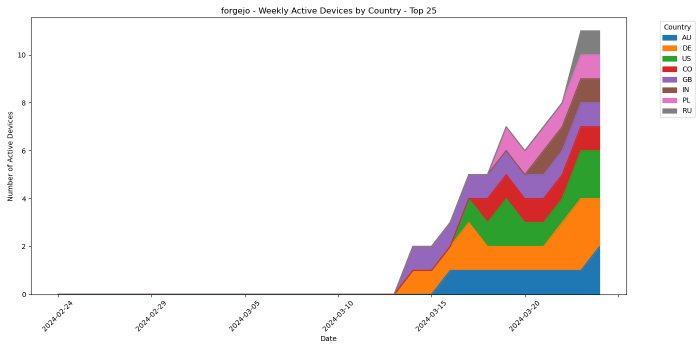 forgejo - Weekly Active Devices by Country - Top 25
Country
AU
DE
US
CO
GB
IN
PL
RU
Number of Active Devices
10
8
6
4
2
0
2024-02-24
2024-02-29
2024-03-05
2024-03-10
2024-03-15
2024-03-20
Date